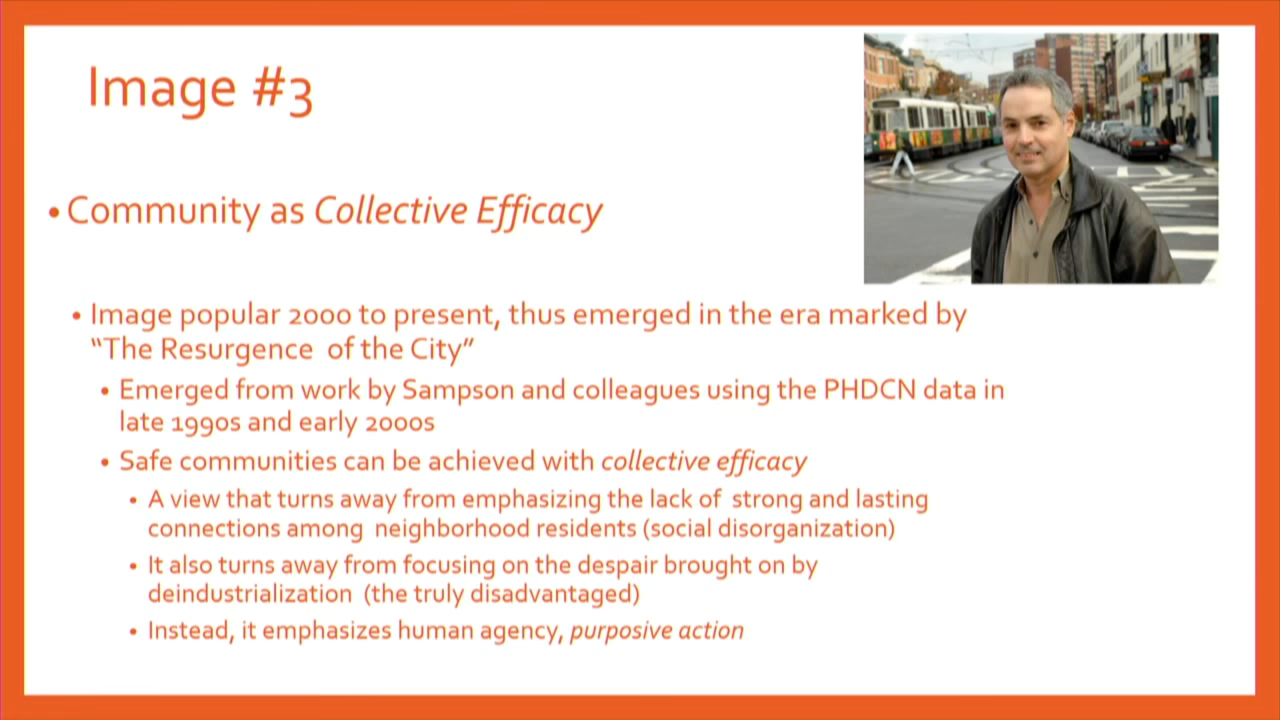 Image #3
• Community as Collective Efficacy
• Image popular 2000 to present, thus emerged in the era marked by
“The Resurgence of the City”
• Emerged from work by Sampson and colleagues using the PHDCN data in
late 1990s and early 2000s
• Safe communities can be achieved with collective efficacy
• A view that turns away from emphasizing the lack of strong and lasting
connections among neighborhood residents (social disorganization)
• It also turns away from focusing on the despair brought on by
deindustrialization (the truly disadvantaged)
• Instead, it emphasizes human agency, purposive action